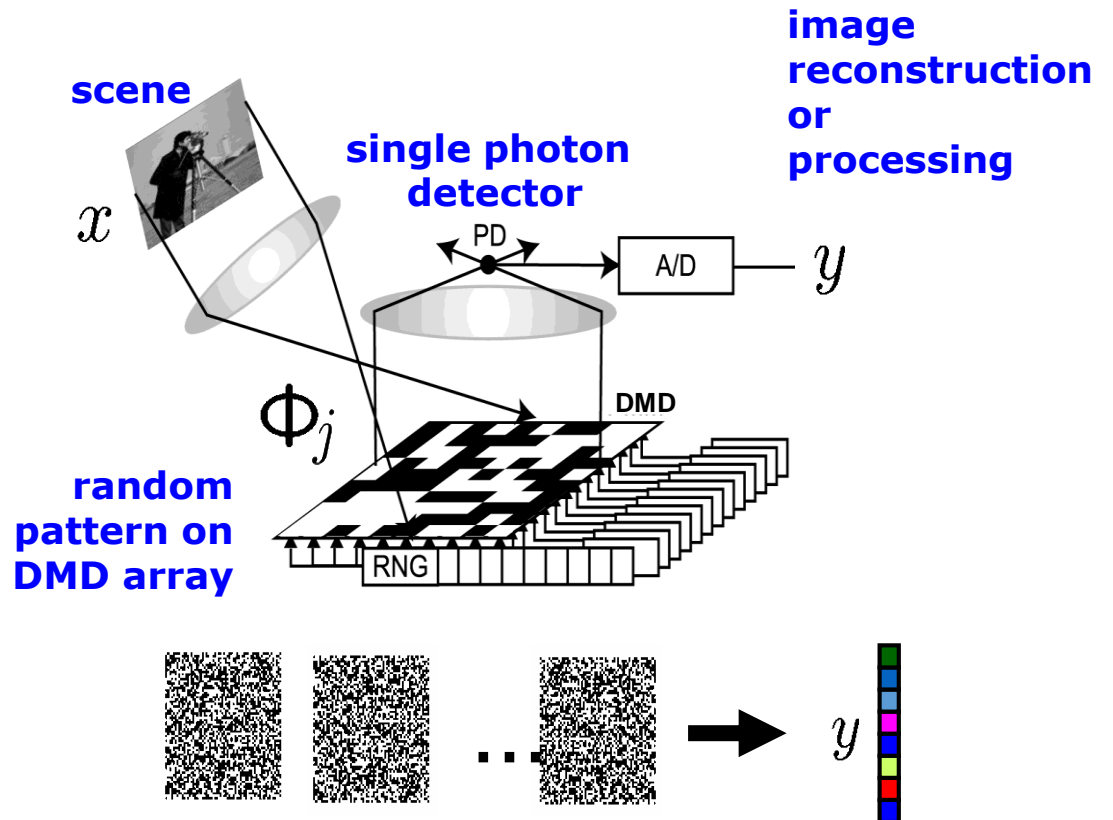 image
reconstruction
or
processing
scene
single photon
detector
x
PD
A/D
y
Φj
DMD
random
pattern on
DMD array
RNG
...
y